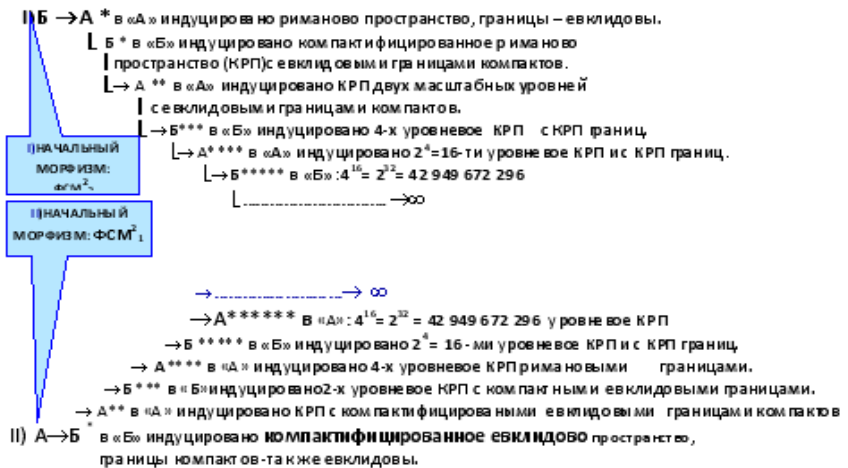 I) Б →А * в «А» индуцировано риманово пространство, границы – евклидовы.
Б * в «Б» индуцировано компактифицированное риманово
пространство (КРП)с евклидовыми границами компактов.
→ А ** в «А» индуцировано КРП двух масштабных уровней
с евклидовыми границами компактов.
→Б*** в «Б» индуцировано 4-х уровневое КРП с КРП границ,
→А**** в «А» индуцировано 2⁴=16-ти уровневое КРП и с КРП границ.
→Б***** в «Б» :4¹⁶= 2³²= 42 949 672 296
........................ →∞
I)НАЧАЛЬНЫЙ
МОРФИЗМ:
ФСМ²₂
II)НАЧАЛЬНЫЙ
МОРФИЗМ: ФСМ²₁
→........................→ ∞
→А****** В «А»: 4¹⁶= 2³² = 42 949 672 296 уровневое КРП
→Б ***** в «Б» индуцировано 2⁴= 16 - ми уровневое КРП и с КРП границ,
→ А**** в «А» индуцировано 4-х уровневое КРП римановыми границами.
→Б *** в «Б»индуцировано2-х уровневое КРП с компактными евклидовыми границами.
→ А** в «А» индуцировано КРП с компактифицироваными евклидовыми границами компактов
II) А→Б * в «Б» индуцировано компактифицированное евклидово пространство,
границы компактов-также евклидовы.